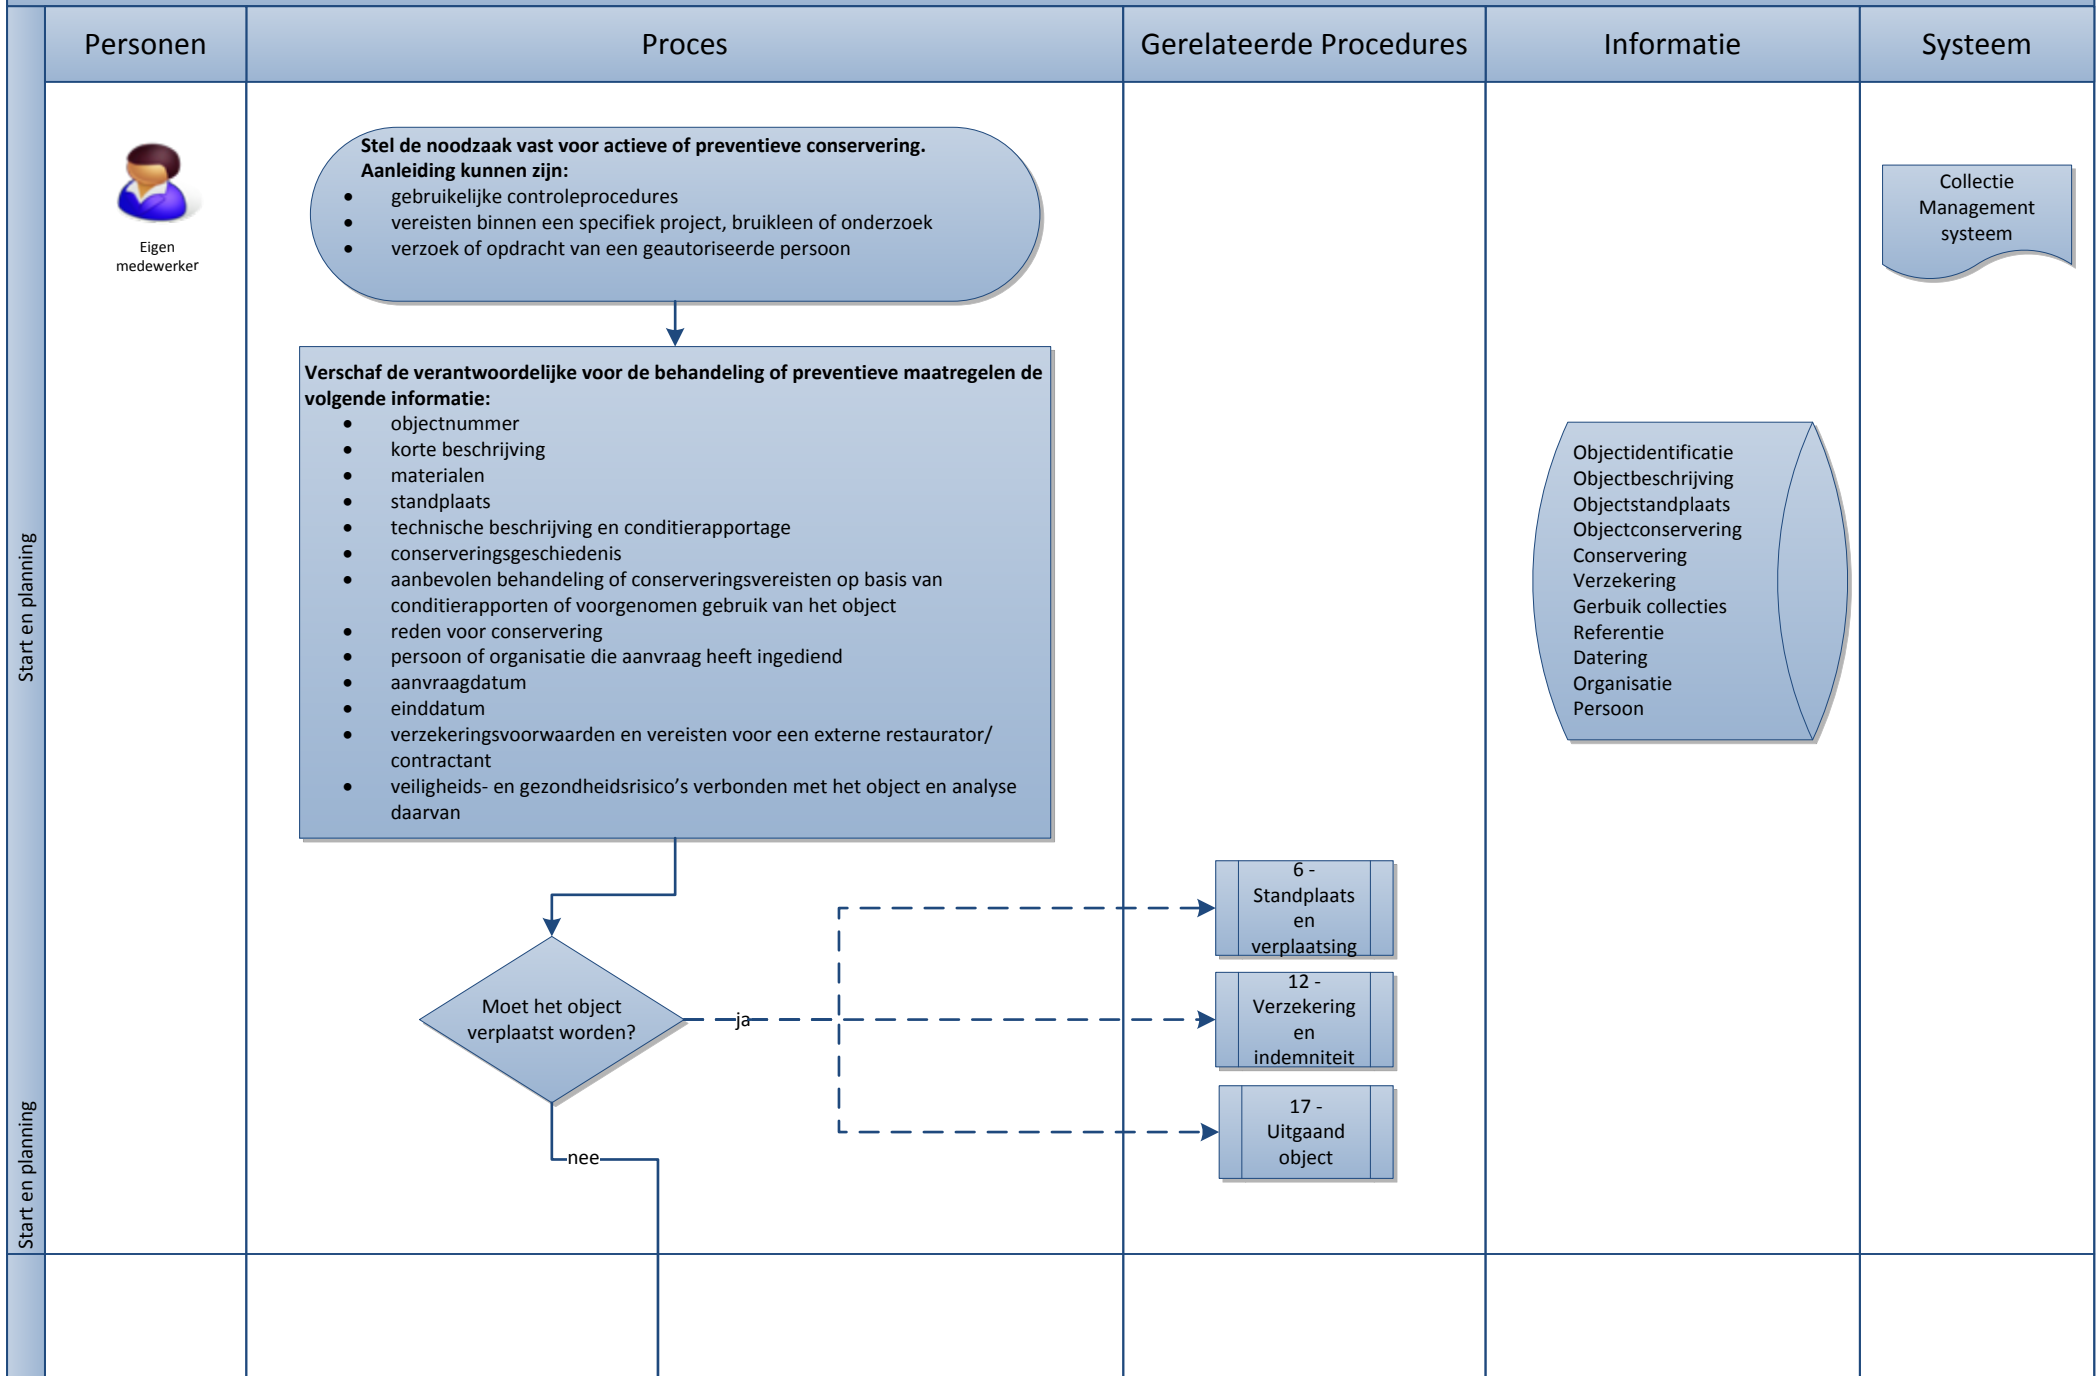 Personen
Proces
Gerelateerde Procedures
Informatie
Systeem
Start en planning
Eigen
medewerker
Stel de noodzaak vast voor actieve of preventieve conservering.
Aanleiding kunnen zijn:
• gebruikelijke controleprocedures
• vereisten binnen een specifiek project, bruikleen of onderzoek
• verzoek of opdracht van een geautoriseerde persoon
Collectie
Management
systeem
Verschaf de verantwoordelijke voor de behandeling of preventieve maatregelen de
volgende informatie:
• objectnummer
• korte beschrijving
• materialen
• standplaats
• technische beschrijving en conditierapportage
• conserveringsgeschiedenis
• aanbevolen behandeling of conserveringsvereisten op basis van
conditierapporten of voorgenomen gebruik van het object
• reden voor conservering
• persoon of organisatie die aanvraag heeft ingediend
• aanvraagdatum
• einddatum
• verzekeringsvoorwaarden en vereisten voor een externe restaurator/
contractant
• veiligheids- en gezondheidsrisico’s verbonden met het object en analyse
daarvan
Objectidentificatie
Objectbeschrijving
Objectstandplaats
Objectconservering
Conservering
Verzekering
Gerbuik collecties
Referentie
Datering
Organisatie
Persoon
Moet het object
verplaatst worden?
ja
nee
6 -
Standplaats
en
verplaatsing
12 -
Verzekering
en
indemniteit
17 -
Uitgaand
object
Start en planning